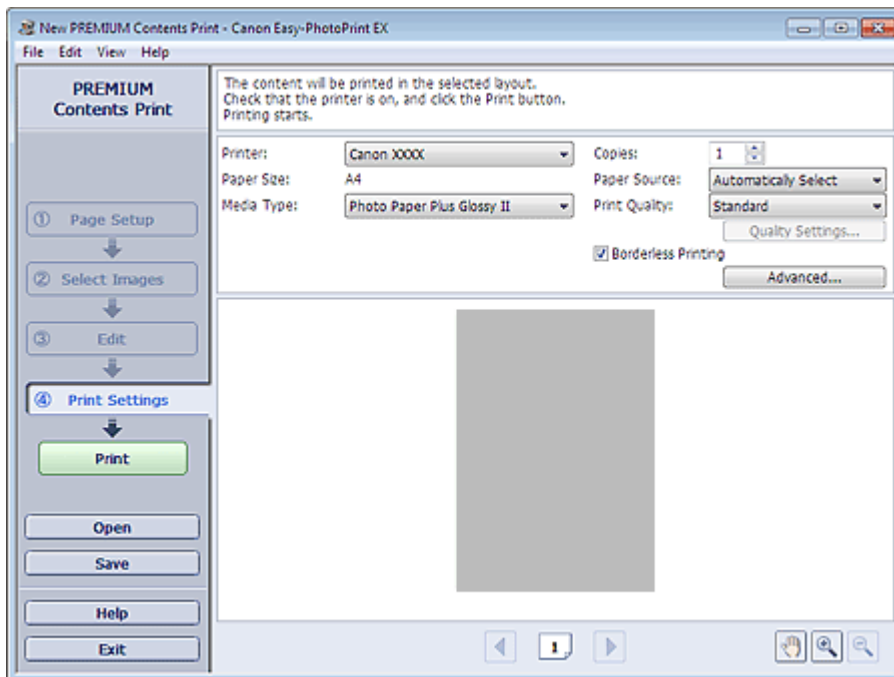 New PREMIUM Contents Print - Canon Easy-PhotoPrint EX
File Edit View Help
PREMIUM
Contents Print
① Page Setup
② Select Images
③ Edit
④ Print Settings
Print
Open
Save
Help
Exit
The content will be printed in the selected layout.
Check that the printer is on, and click the Print button.
Printing starts.
Printer: Canon XXXX
Copies: 1
Paper Size: A4
Paper Source: Automatically Select
Media Type: Photo Paper Plus Glossy II
Print Quality: Standard
Quality Settings...
Borderless Printing
Advanced...
1